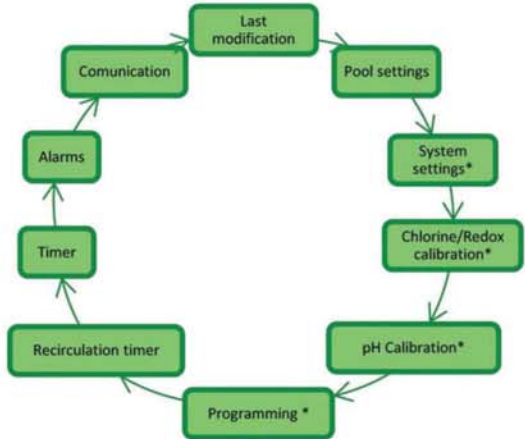 Last
modification
Pool settings
System
settings*
Chlorine/Redox
calibration*
pH Calibration*
Programming *
Recirculation timer
Timer
Alarms
Comunication